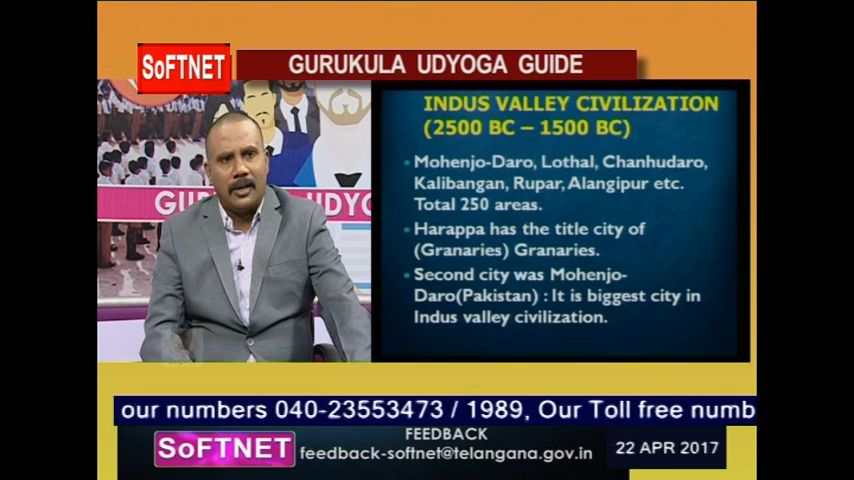 SoFTNET
GURUKULA UDYOGA GUIDE
GURU
UDYO
INDUS VALLEY CIVILIZATION
(2500 BC – 1500 BC)
• Mohenjo-Daro, Lothal, Chanhudaro,
Kalibangan, Rupar, Alangipur etc.
Total 250 areas.
• Harappa has the title city of
(Granaries) Granaries.
• Second city was Mohenjo-
Daro(Pakistan) : It is biggest city in
Indus valley civilization.
our numbers 040-23553473 / 1989, Our Toll free numb
SoFTNET
FEEDBACK
feedback-softnet@telangana.gov.in
22 APR 2017